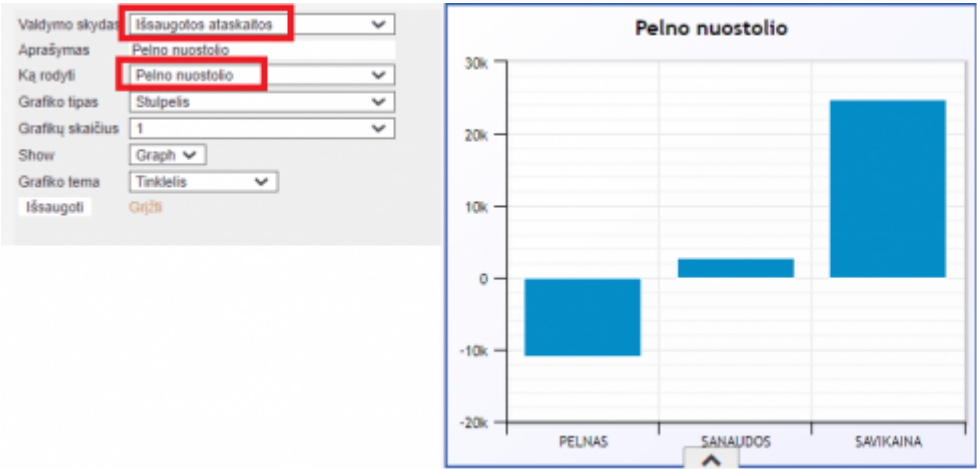 Valdymo skydas Išsaugotos ataskaitos
Aprašymas Pelno nuostolio
Ką rodyti Pelno nuostolio
Grafiko tipas Stulpelis
Grafikų skaičius 1
Show Graph
Grafiko tema Tinklelis
Išsaugoti Grįžti
Pelno nuostolio
30k
20k
10k
0
-10k
-20k
PELNAS SANAUDOS SAVIKAINA